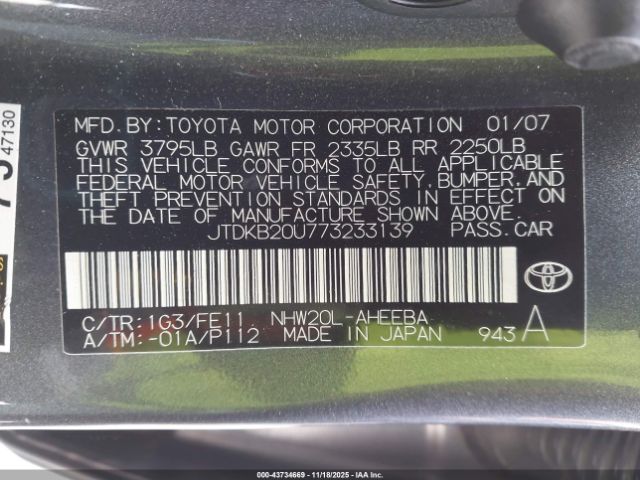 MFD.BY:TOYOTA MOTOR CORPORATION 01/07
GVWR 3795LB GAWR FR 2335LB RR 2250LB
THIS VEHICLE CONFORMS TO ALL APPLICABLE
FEDERAL MOTOR VEHICLE SAFETY,BUMPER,AND
THEFT PREVENTION STANDARDS IN EFFECT ON
THE DATE OF MANUFACTURE SHOWN ABOVE.
JTDKB20U773233139 PASS.CAR
C/TR:1G3/FE11 NHW20L-AHEEBA
A/TM:-01A/P112 MADE IN JAPAN 943 A
TOYOTA
47130
000-43734669 | 11/18/2025 - IAAI.CA